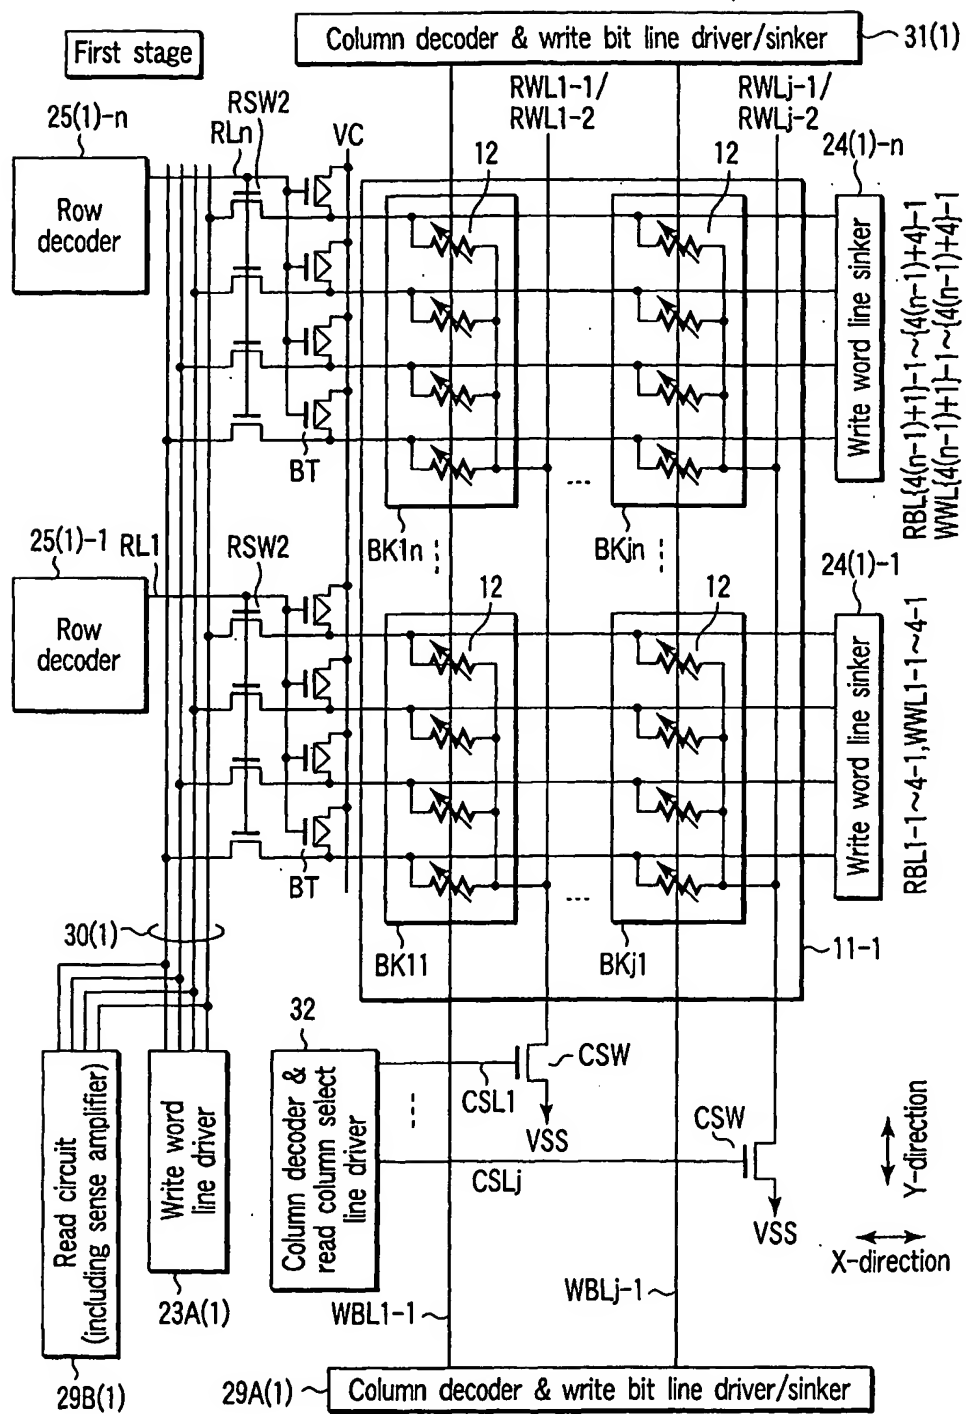 Column decoder & write bit line driver/sinker
31(1)
First stage
RWL1-1/
RWL1-2
RWLj-1/
RWLj-2
25(1)-n
RSW2
RLn
VC
12
12
24(1)-n
Row
decoder
Write word line sinker
RBL{4(n-1)+1}-1~{4(n-1)+4}-1
WWL{4(n-1)+1}-1~{4(n-1)+4}-1
BT
...
BK1n
BKjn
25(1)-1
RL1
RSW2
12
12
24(1)-1
Row
decoder
Write word line sinker
RBL1-1~4-1,WWL1-1~4-1
BT
...
30(1)
BK11
BKj1
11-1
32
CSW
CSL1
VSS
CSW
CSLj
VSS
Read circuit
(including sense amplifier)
Write word
line driver
Column decoder &
read column select
line driver
Y-direction
X-direction
23A(1)
WBL1-1
WBLj-1
29B(1)
29A(1)
Column decoder & write bit line driver/sinker